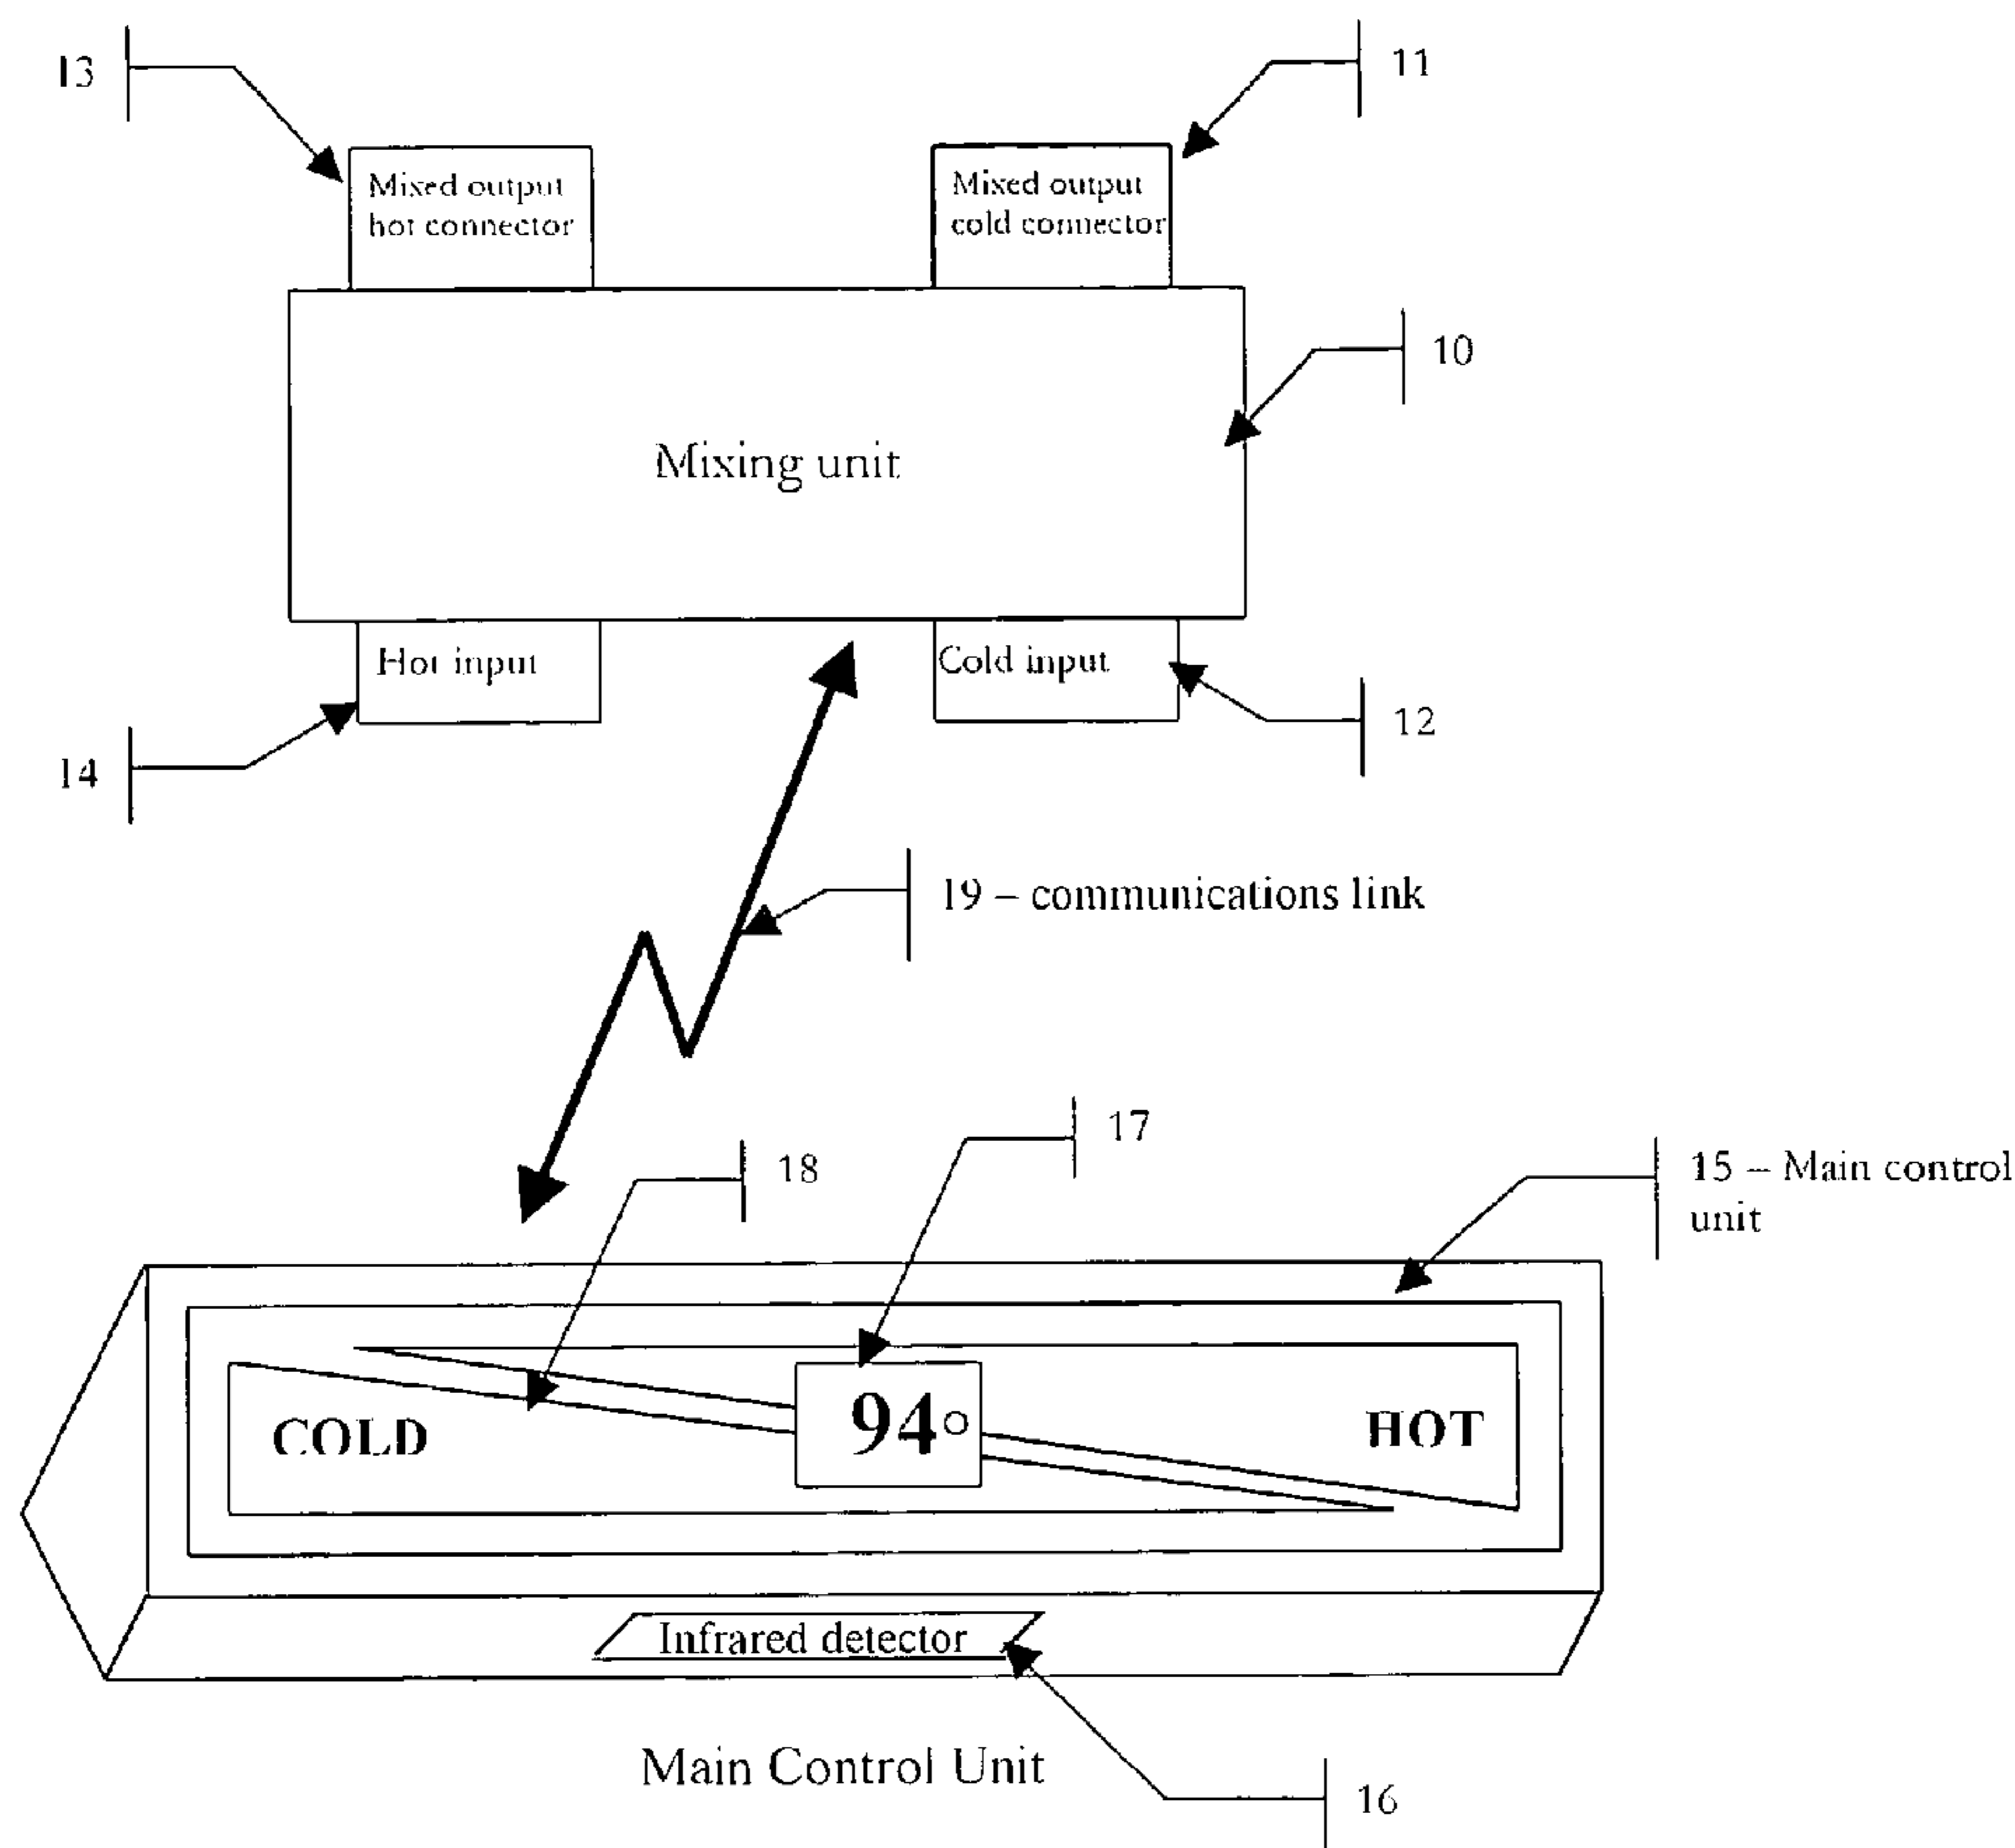 13
11
Mixed output
hot connector
Mixed output
cold connector
10
Mixing unit
Hot input
Cold input
12
14
19 – communications link
17
18
15 – Main control
unit
COLD
94°
HOT
Infrared detector
Main Control Unit
16